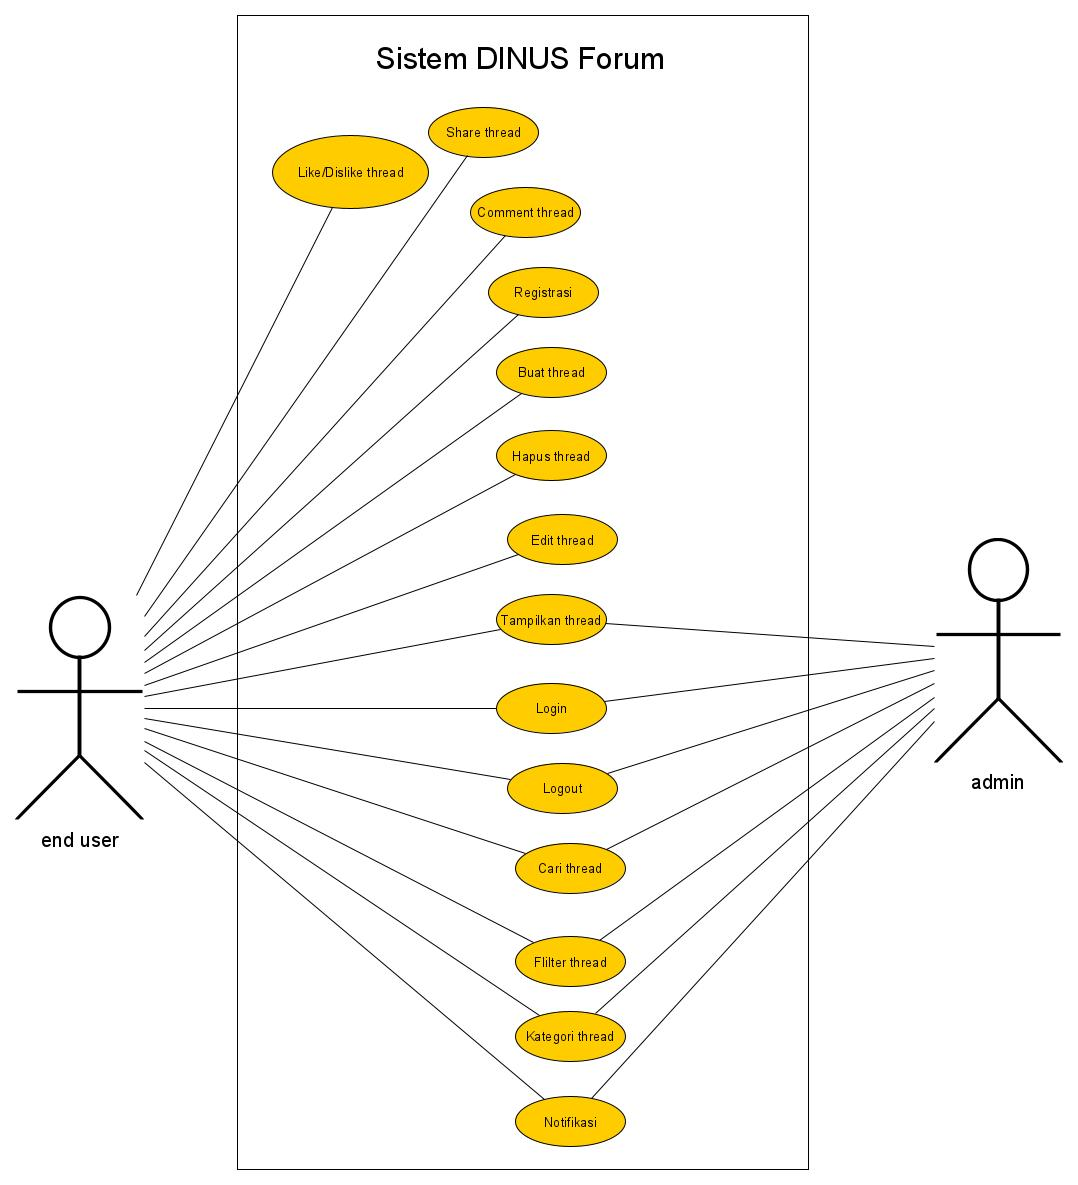 Sistem DINUS Forum
Share thread
Like/Dislike thread
Comment thread
Registrasi
Buat thread
Hapus thread
Edit thread
Tampilkan thread
Login
admin
Logout
end user
Cari thread
Flilter thread
Kategori thread
Notifikasi